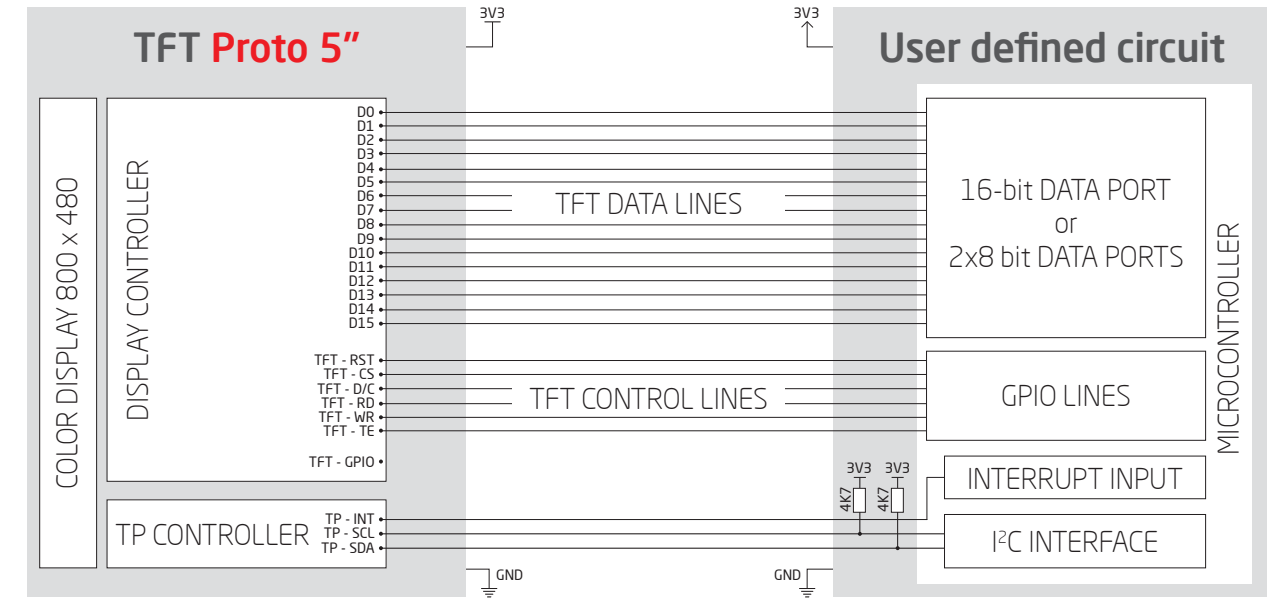 3V3
3V3
TFT Proto 5”
User defined circuit
COLOR DISPLAY 800 x 480
DISPLAY CONTROLLER
D0
D1
D2
D3
D4
D5
D6
D7
D8
D9
D10
D11
D12
D13
D14
D15
TFT DATA LINES
16-bit DATA PORT
or
2x8 bit DATA PORTS
MICROCONTROLLER
TFT - RST
TFT - CS
TFT - D/C
TFT - RD
TFT - WR
TFT - TE
TFT - GPIO
TFT CONTROL LINES
GPIO LINES
3V3
3V3
4K7
4K7
INTERRUPT INPUT
TP CONTROLLER
TP - INT
TP - SCL
TP - SDA
I²C INTERFACE
GND
GND